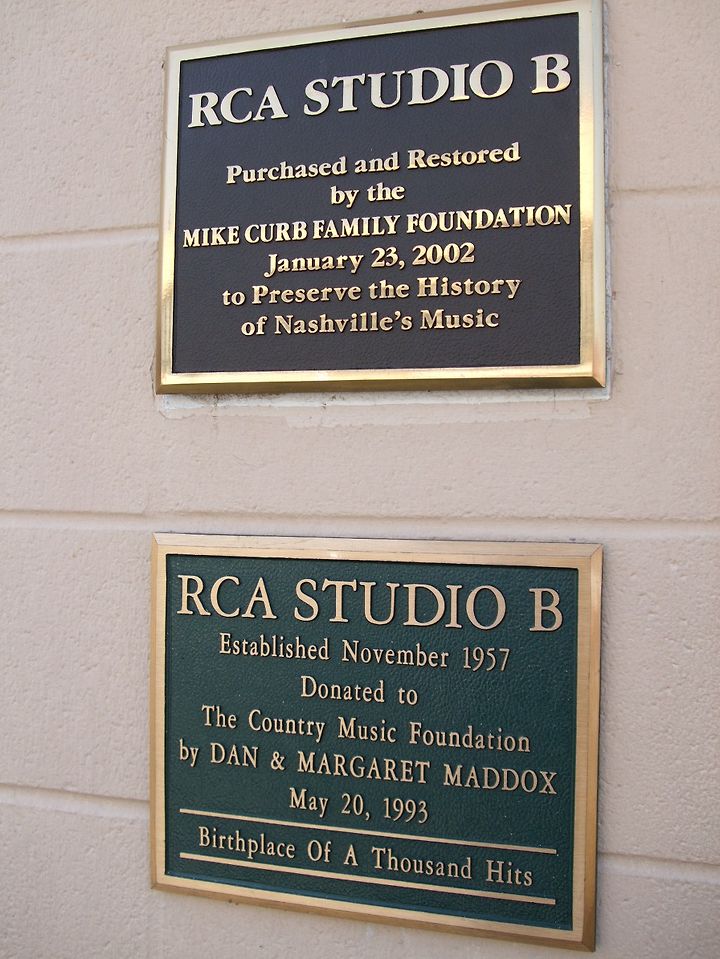 RCA STUDIO B
Purchased and Restored
by the
MIKE CURB FAMILY FOUNDATION
January 23, 2002
to Preserve the History
of Nashville's Music
RCA STUDIO B
Established November 1957
Donated to
The Country Music Foundation
by DAN & MARGARET MADDOX
May 20, 1993
Birthplace Of A Thousand Hits